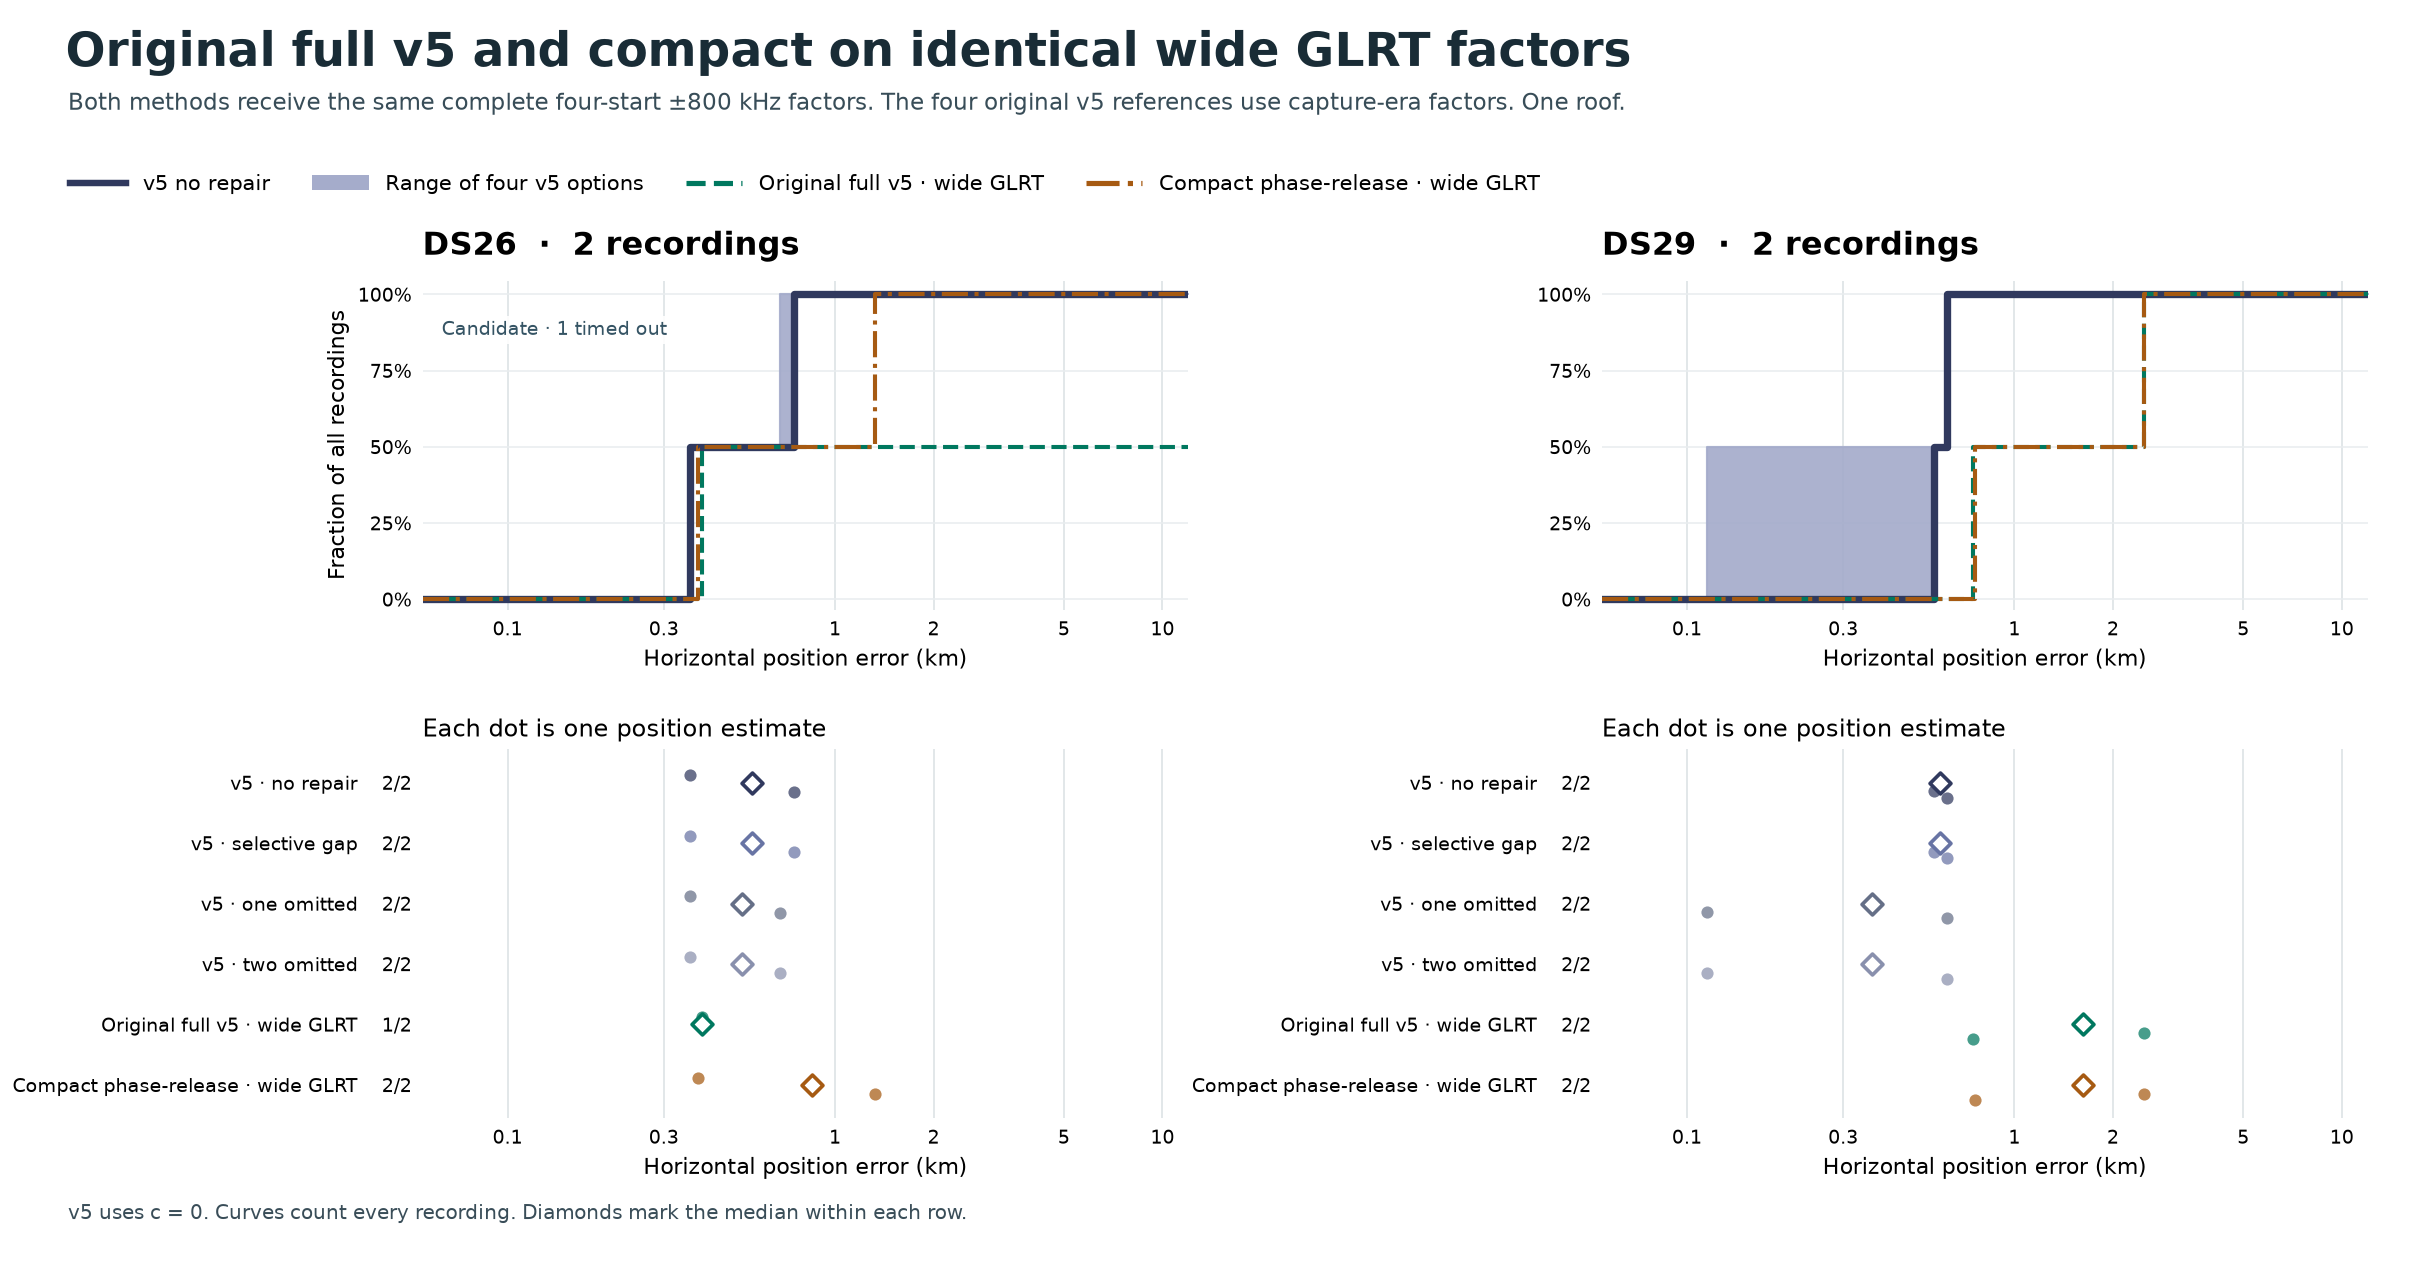 Original full v5 and compact on identical wide GLRT factors
Both methods receive the same complete four-start ±800 kHz factors. The four original v5 references use capture-era factors. One roof.
v5 no repair
Range of four v5 options
Original full v5 · wide GLRT
Compact phase-release · wide GLRT
DS26 · 2 recordings
Fraction of all recordings
100%
75%
50%
25%
0%
Candidate · 1 timed out
0.1 0.3 1 2 5 10
Horizontal position error (km)
DS29 · 2 recordings
100%
75%
50%
25%
0%
0.1 0.3 1 2 5 10
Horizontal position error (km)
Each dot is one position estimate
v5 · no repair 2/2
v5 · selective gap 2/2
v5 · one omitted 2/2
v5 · two omitted 2/2
Original full v5 · wide GLRT 1/2
Compact phase-release · wide GLRT 2/2
0.1 0.3 1 2 5 10
Horizontal position error (km)
Each dot is one position estimate
v5 · no repair 2/2
v5 · selective gap 2/2
v5 · one omitted 2/2
v5 · two omitted 2/2
Original full v5 · wide GLRT 2/2
Compact phase-release · wide GLRT 2/2
0.1 0.3 1 2 5 10
Horizontal position error (km)
v5 uses c = 0. Curves count every recording. Diamonds mark the median within each row.